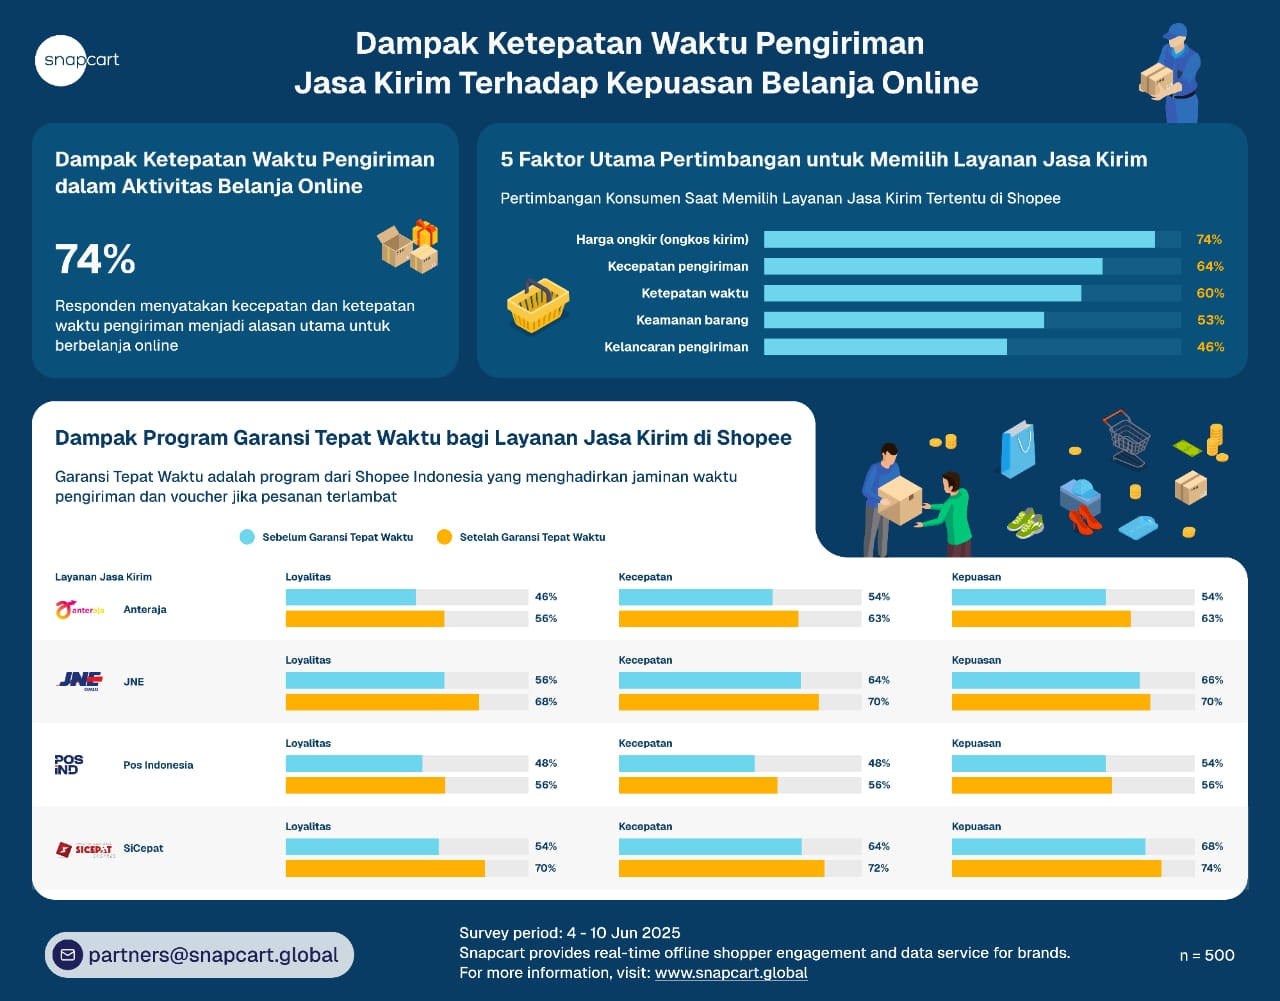 snapcart
Dampak Ketepatan Waktu Pengiriman
Jasa Kirim Terhadap Kepuasan Belanja Online
Dampak Ketepatan Waktu Pengiriman
dalam Aktivitas Belanja Online
74%
Responden menyatakan kecepatan dan ketepatan
waktu pengiriman menjadi alasan utama untuk
berbelanja online
5 Faktor Utama Pertimbangan untuk Memilih Layanan Jasa Kirim
Pertimbangan Konsumen Saat Memilih Layanan Jasa Kirim Tertentu di Shopee
Harga ongkir (ongkos kirim) 74%
Kecepatan pengiriman 64%
Ketepatan waktu 60%
Keamanan barang 53%
Kelancaran pengiriman 46%
Dampak Program Garansi Tepat Waktu bagi Layanan Jasa Kirim di Shopee
Garansi Tepat Waktu adalah program dari Shopee Indonesia yang menghadirkan jaminan waktu
pengiriman dan voucher jika pesanan terlambat
Sebelum Garansi Tepat Waktu Setelah Garansi Tepat Waktu
Layanan Jasa Kirim Loyalitas Kecepatan Kepuasan
46% 54% 54%
anteraja Anteraja
56% 63% 63%
Loyalitas Kecepatan Kepuasan
JNE JNE 56% 64% 66%
68% 70% 70%
Loyalitas Kecepatan Kepuasan
POS
IND Pos Indonesia 48% 48% 54%
56% 56% 56%
Loyalitas Kecepatan Kepuasan
SICEPAT SiCepat 54% 64% 68%
70% 72% 74%
partners@snapcart.global
Survey period: 4 - 10 Jun 2025
Snapcart provides real-time offline shopper engagement and data service for brands.
For more information, visit: www.snapcart.global
n = 500